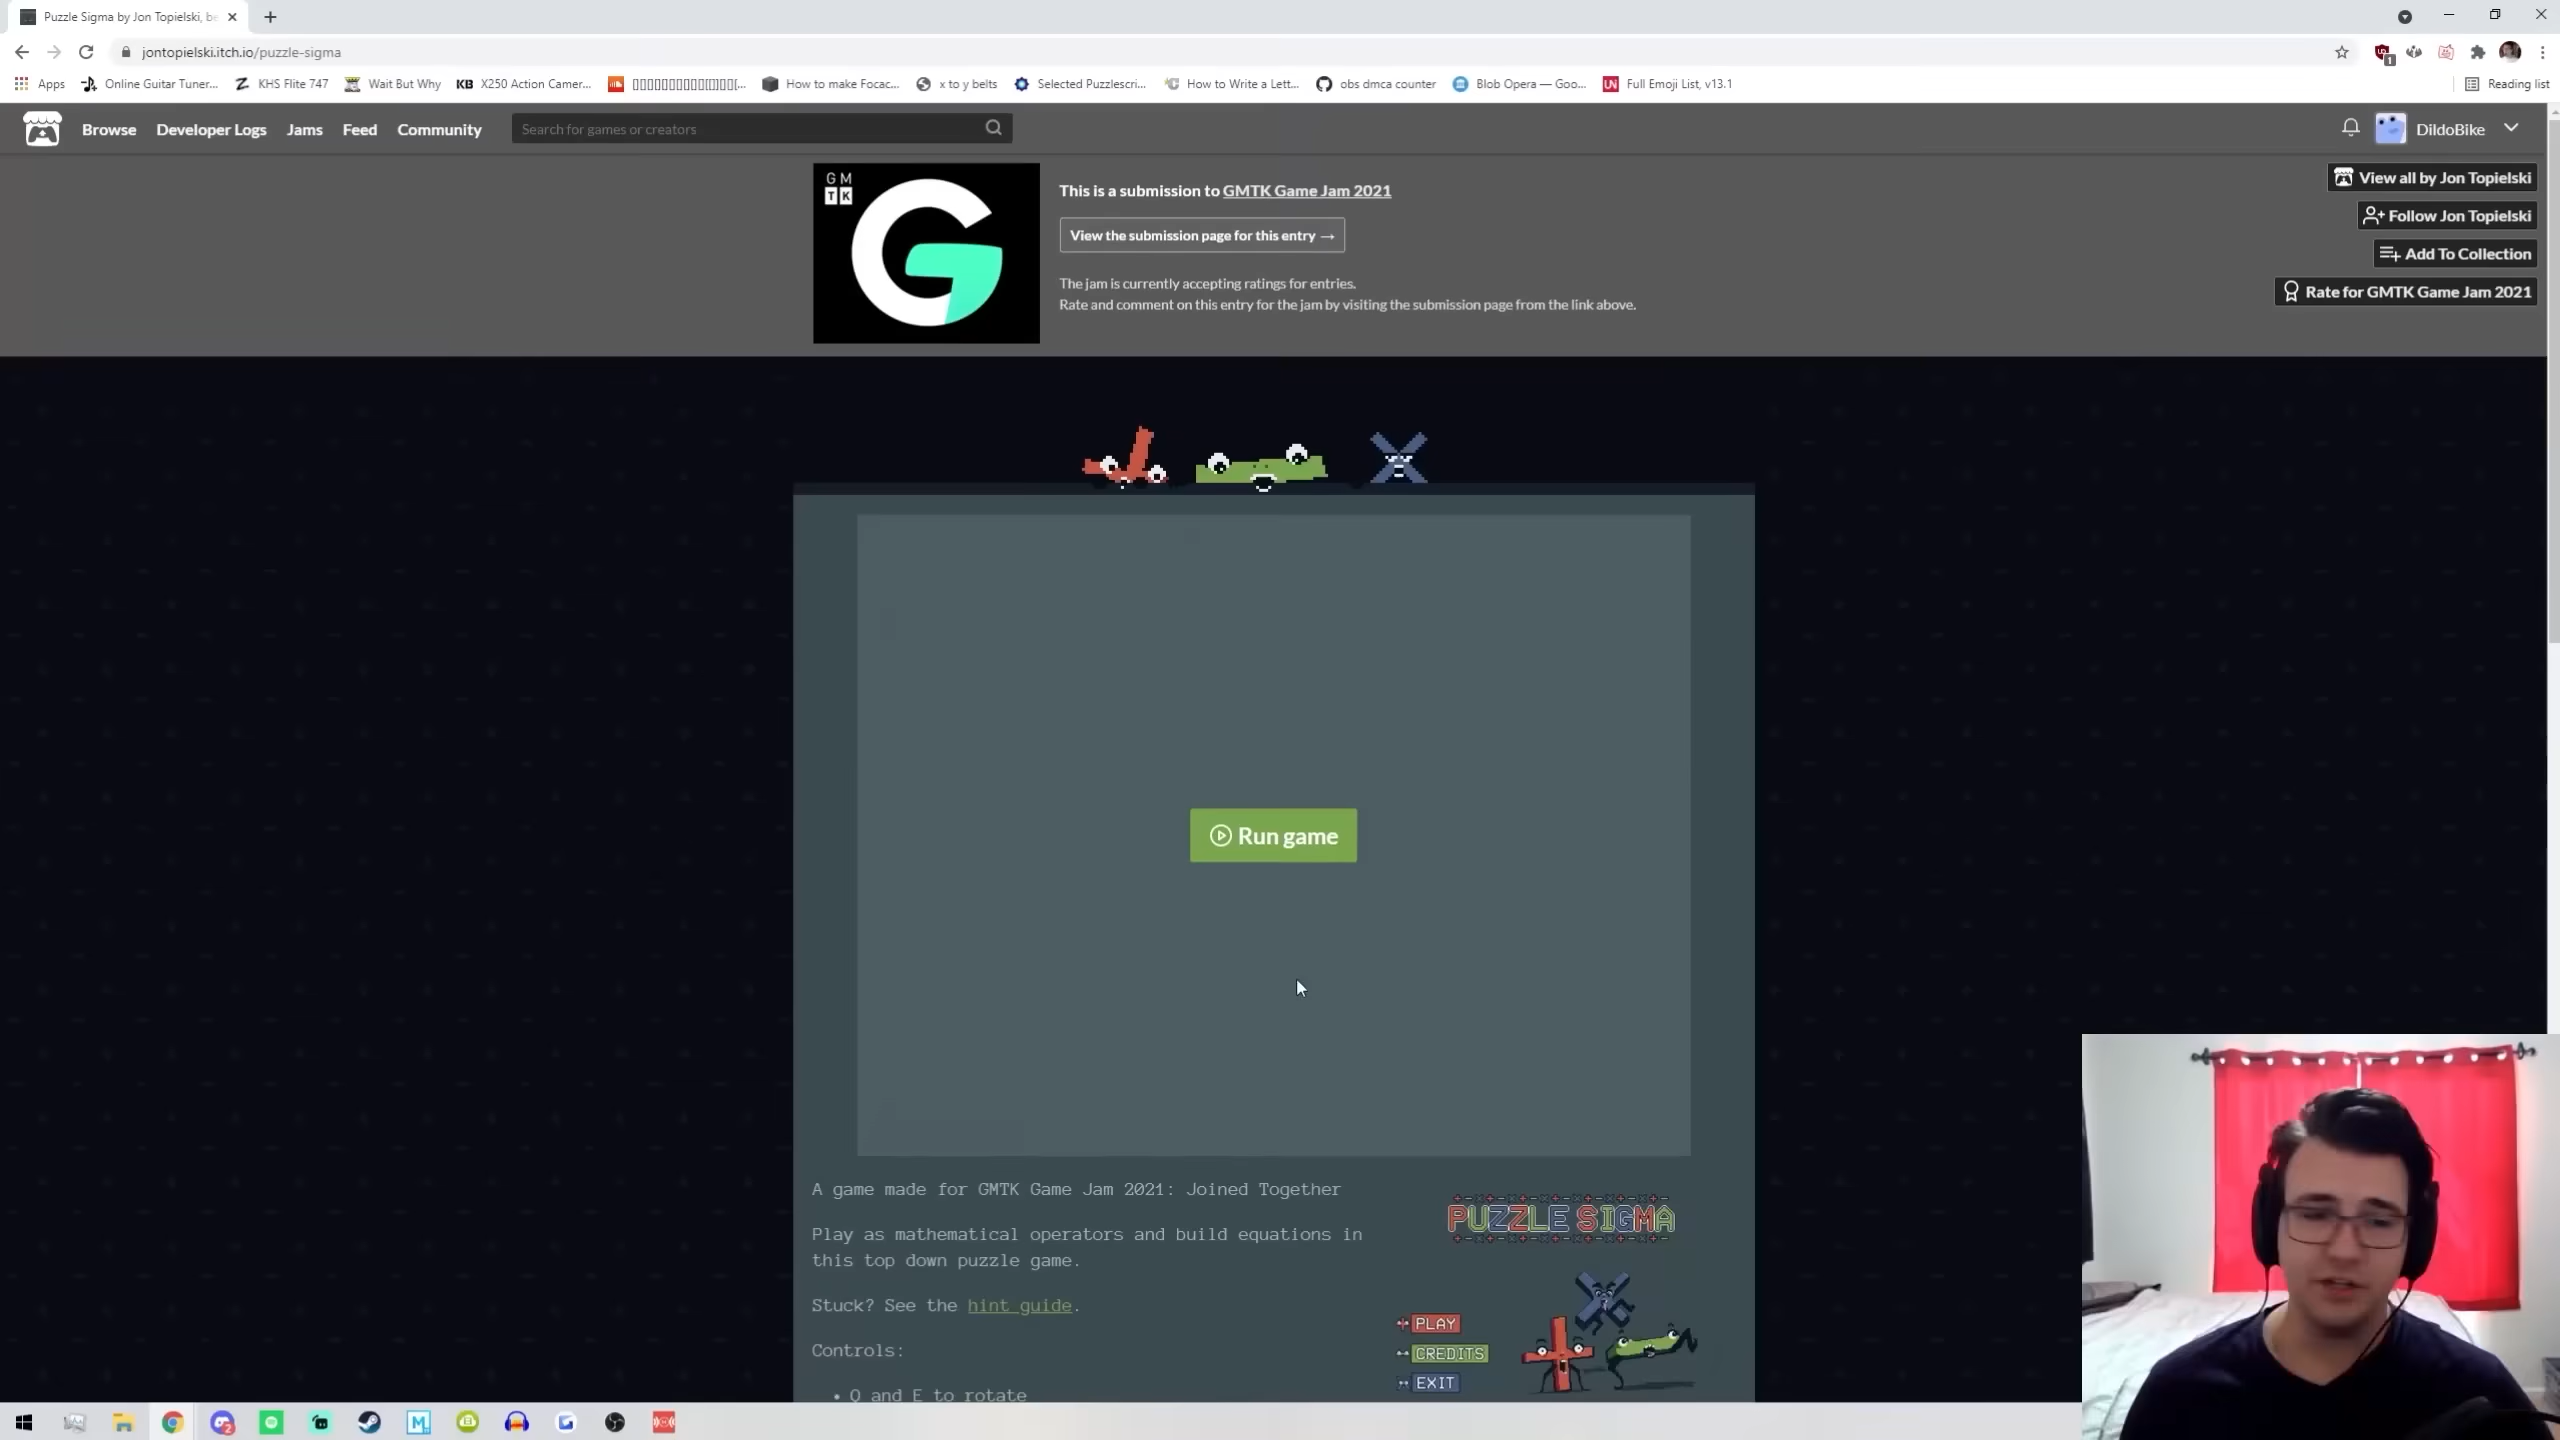 Puzzle Sigma by Jon Topielski, be
jontopielski.itch.io/puzzle-sigma
Apps Online Guitar Tuner... KHS Flite 747 Wait But Why KB X250 Action Camer... How to make Focac... x to y belts Selected Puzzlescri... How to Write a Lett... obs dmca counter Blob Opera — Goo... UN Full Emoji List, v13.1 Reading list
Browse Developer Logs Jams Feed Community Search for games or creators DildoBike
GM
TK
This is a submission to GMTK Game Jam 2021
View the submission page for this entry →
The jam is currently accepting ratings for entries.
Rate and comment on this entry for the jam by visiting the submission page from the link above.
View all by Jon Topielski
Follow Jon Topielski
Add To Collection
Rate for GMTK Game Jam 2021
Run game
A game made for GMTK Game Jam 2021: Joined Together
Play as mathematical operators and build equations in
this top down puzzle game.
Stuck? See the hint guide.
Controls:
• Q and E to rotate
PUZZLE SIGMA
PLAY
CREDITS
EXIT